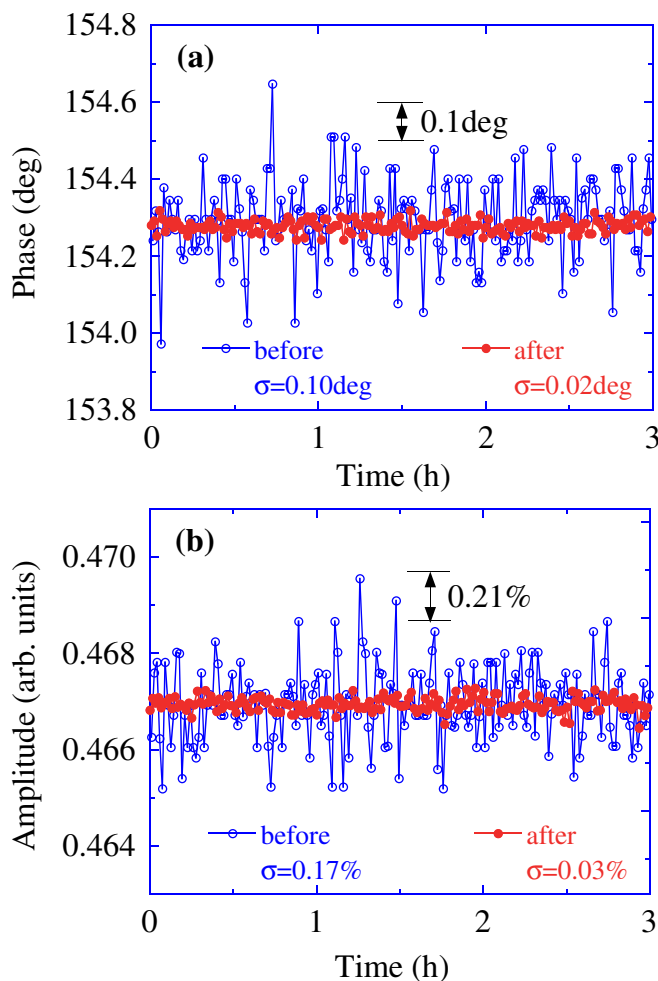 154.8
(a)
154.6
0.1deg
154.4
154.2
154.0
before
after
σ=0.10deg
σ=0.02deg
153.8
0
1
2
3
Phase (deg)
Time (h)
(b)
0.470
0.21%
0.468
0.466
0.464
before
after
σ=0.17%
σ=0.03%
0
1
2
3
Amplitude (arb. units)
Time (h)